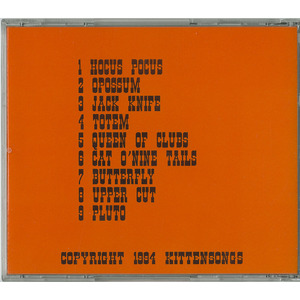 1 HOCUS POCUS
2 OPOSSUM
3 JACK KNIFE
4 TOTEM
5 QUEEN OF CLUBS
6 CAT O'NINE TAILS
7 BUTTERFLY
8 UPPER CUT
9 PLUTO
COPYRIGHT 1994 KITTENSONGS